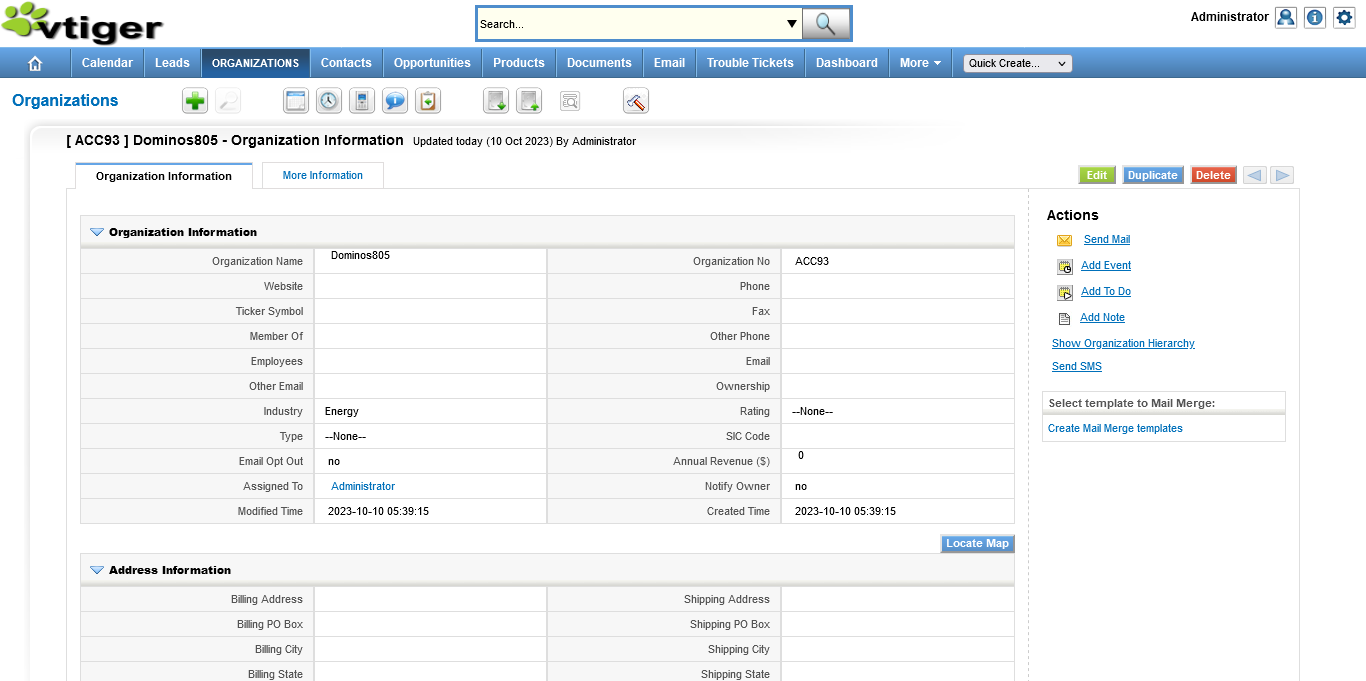 vtiger
Search...
Administrator
Calendar Leads ORGANIZATIONS Contacts Opportunities Products Documents Email Trouble Tickets Dashboard More Quick Create...
Organizations
[ ACC93 ] Dominos805 - Organization Information Updated today (10 Oct 2023) By Administrator
Organization Information More Information Edit Duplicate Delete
Organization Information
Organization Name Dominos805 Organization No ACC93
Website Phone
Ticker Symbol Fax
Member Of Other Phone
Employees Email
Other Email Ownership
Industry Energy Rating --None--
Type --None-- SIC Code
Email Opt Out no Annual Revenue ($) 0
Assigned To Administrator Notify Owner no
Modified Time 2023-10-10 05:39:15 Created Time 2023-10-10 05:39:15
Locate Map
Address Information
Billing Address Shipping Address
Billing PO Box Shipping PO Box
Billing City Shipping City
Billing State Shipping State
Actions
Send Mail
Add Event
Add To Do
Add Note
Show Organization Hierarchy
Send SMS
Select template to Mail Merge:
Create Mail Merge templates